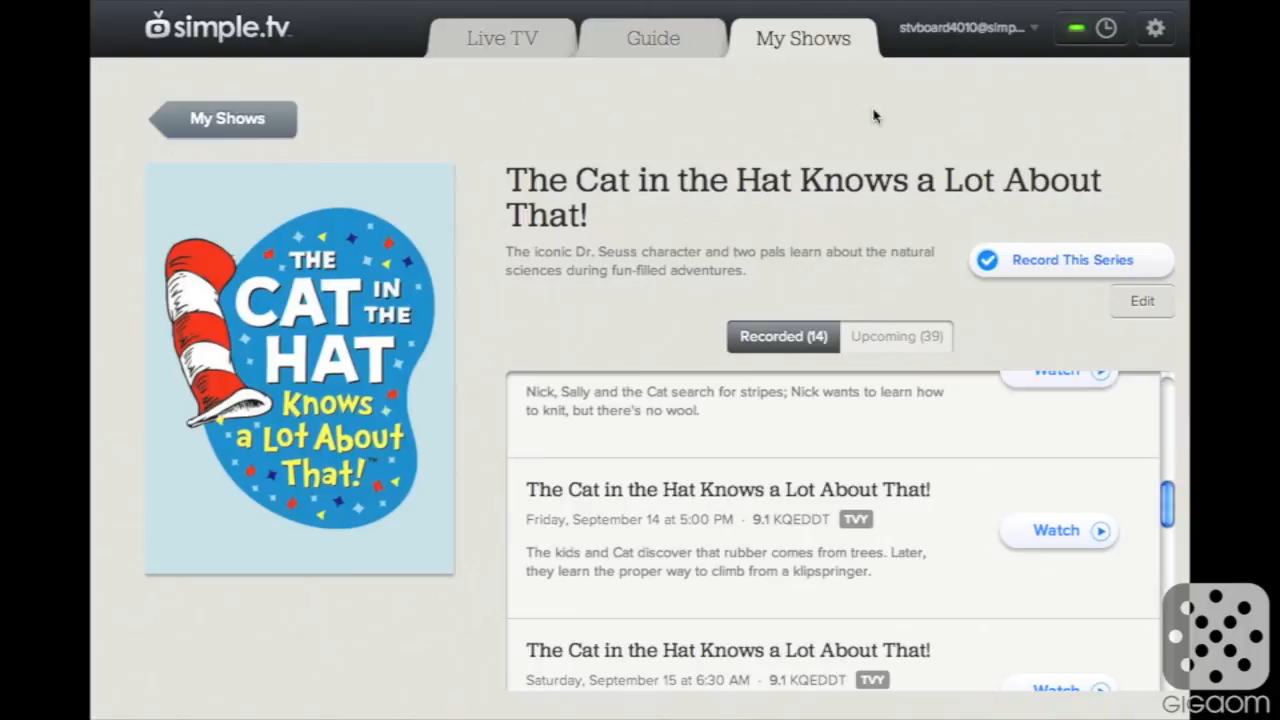 simple.tv
Live TV
Guide
My Shows
stvboard4010@simp...
My Shows
THE
CAT IN
THE
HAT
Knows
a Lot About
That!™
The Cat in the Hat Knows a Lot About
That!
The iconic Dr. Seuss character and two pals learn about the natural
sciences during fun-filled adventures.
Record This Series
Edit
Recorded (14)
Upcoming (39)
Watch
Nick, Sally and the Cat search for stripes; Nick wants to learn how
to knit, but there's no wool.
The Cat in the Hat Knows a Lot About That!
Friday, September 14 at 5:00 PM · 9.1 KQEDDT TVY
Watch
The kids and Cat discover that rubber comes from trees. Later,
they learn the proper way to climb from a klipspringer.
The Cat in the Hat Knows a Lot About That!
Saturday, September 15 at 6:30 AM · 9.1 KQEDDT TVY
Watch
GIGAOM